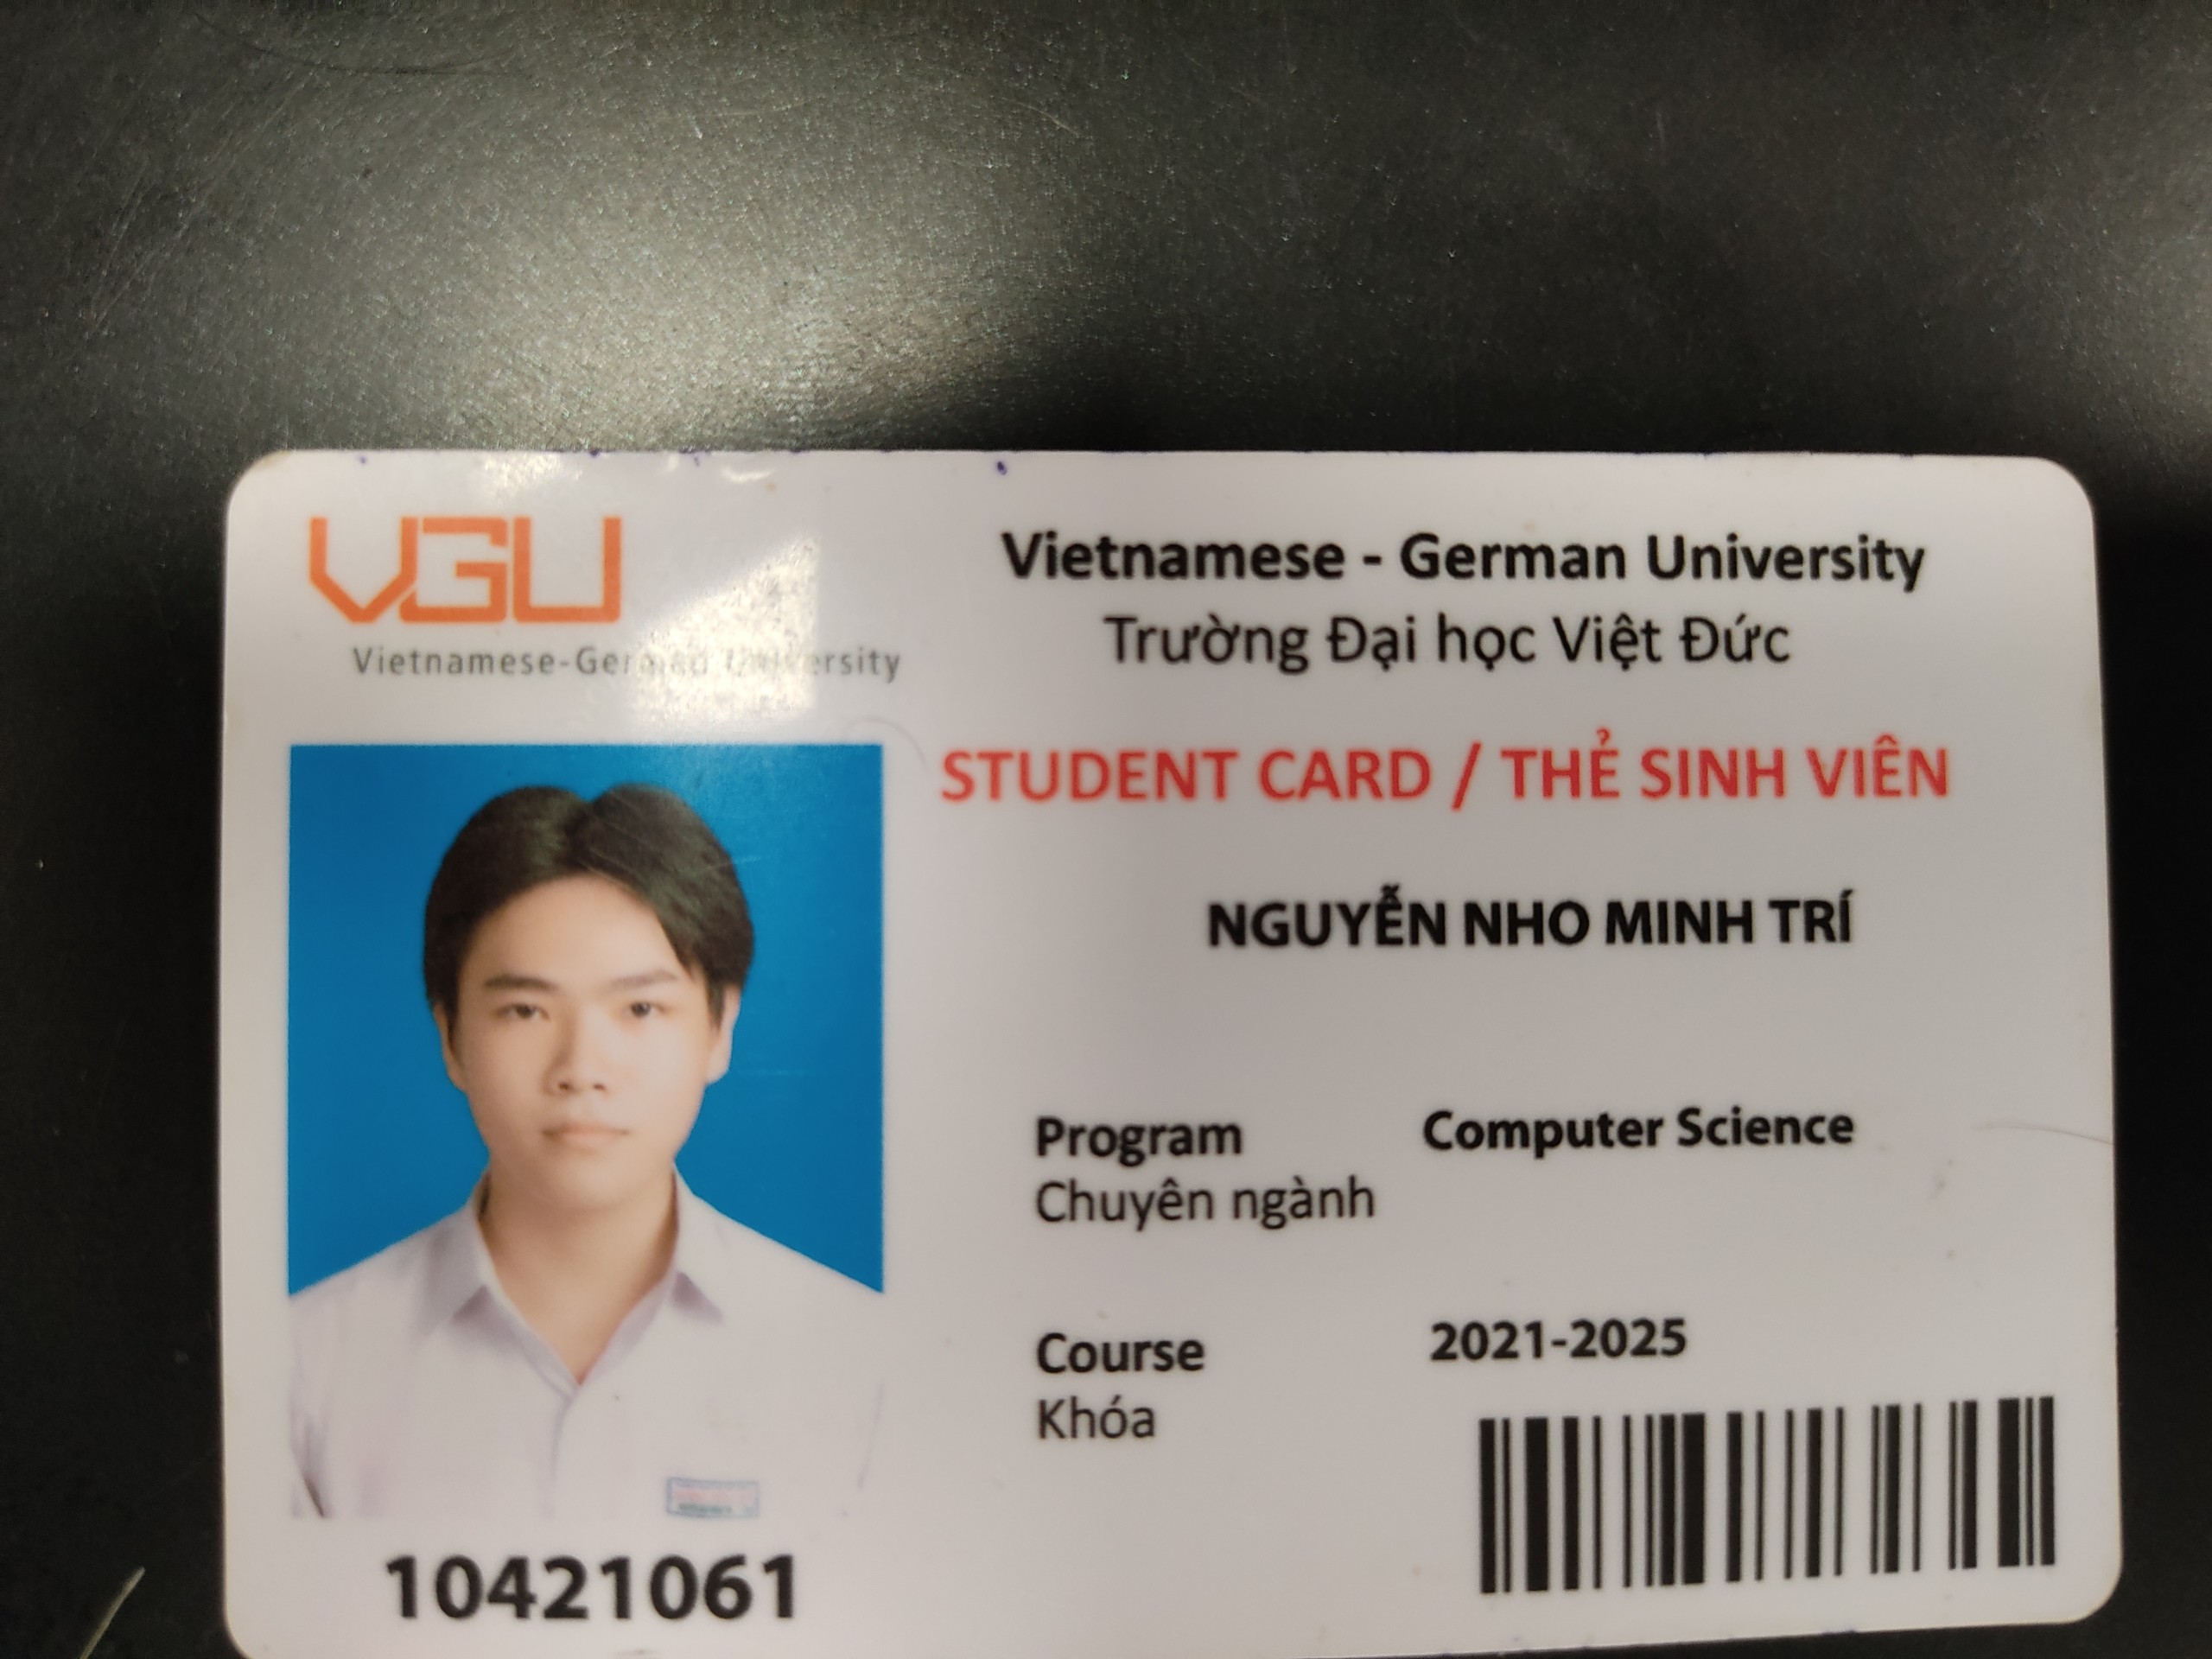 VGU
Vietnamese-German University
Vietnamese - German University
Trường Đại học Việt Đức
STUDENT CARD / THẺ SINH VIÊN
NGUYỄN NHO MINH TRÍ
Program Computer Science
Chuyên ngành
Course 2021-2025
Khóa
10421061